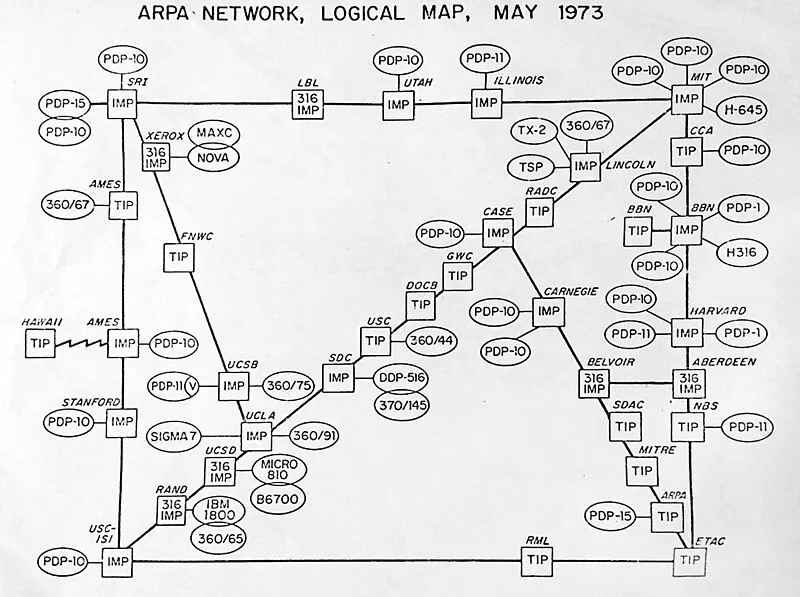 ARPA NETWORK, LOGICAL MAP, MAY 1973
PDP-10
SRI
PDP-15
PDP-10
IMP
LBL
316
IMP
PDP-10
UTAH
IMP
PDP-11
ILLINOIS
IMP
PDP-10
PDP-10
MIT
PDP-10
IMP
H-645
XEROX
316
IMP
MAXC
NOVA
TX-2
360/67
TSP
IMP
LINCOLN
CCA
TIP
PDP-10
AMES
360/67
TIP
RADC
TIP
PDP-10
BBN
TIP
BBN
IMP
PDP-1
H316
PDP-10
FNWC
TIP
CASE
PDP-10
IMP
GWC
TIP
DOCB
TIP
CARNEGIE
PDP-10
IMP
PDP-10
HARVARD
PDP-10
PDP-11
IMP
PDP-1
HAWAII
TIP
AMES
IMP
PDP-10
USC
TIP
360/44
UCSB
PDP-11
V
IMP
360/75
SDC
IMP
DDP-516
370/145
BELVOIR
316
IMP
ABERDEEN
316
IMP
STANFORD
PDP-10
IMP
UCLA
SIGMA 7
IMP
360/91
SDAC
TIP
NBS
TIP
PDP-11
UCSD
316
IMP
MICRO
810
B6700
MITRE
TIP
RAND
316
IMP
IBM
1800
360/65
ARPA
PDP-15
TIP
USC-
ISI
PDP-10
IMP
RML
TIP
ETAC
TIP